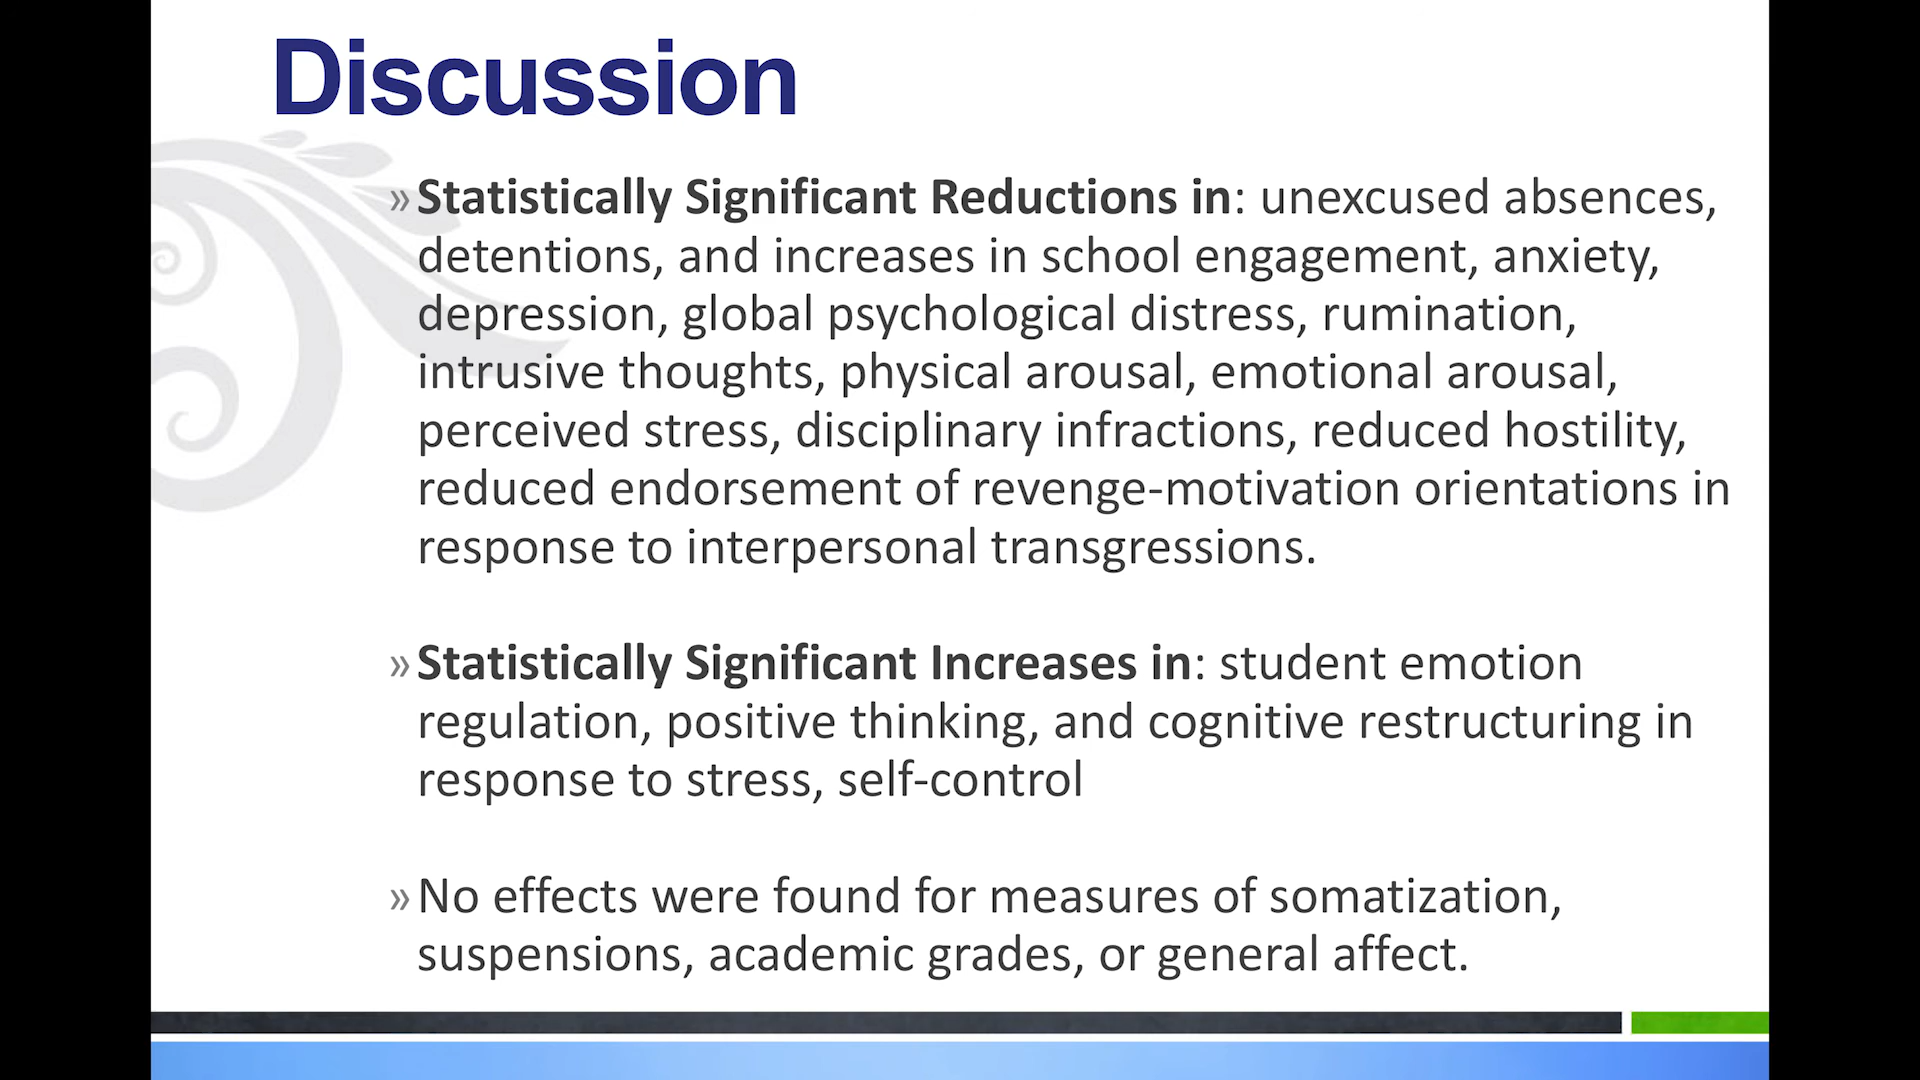 Discussion
» Statistically Significant Reductions in: unexcused absences,
detentions, and increases in school engagement, anxiety,
depression, global psychological distress, rumination,
intrusive thoughts, physical arousal, emotional arousal,
perceived stress, disciplinary infractions, reduced hostility,
reduced endorsement of revenge-motivation orientations in
response to interpersonal transgressions.
» Statistically Significant Increases in: student emotion
regulation, positive thinking, and cognitive restructuring in
response to stress, self-control
» No effects were found for measures of somatization,
suspensions, academic grades, or general affect.